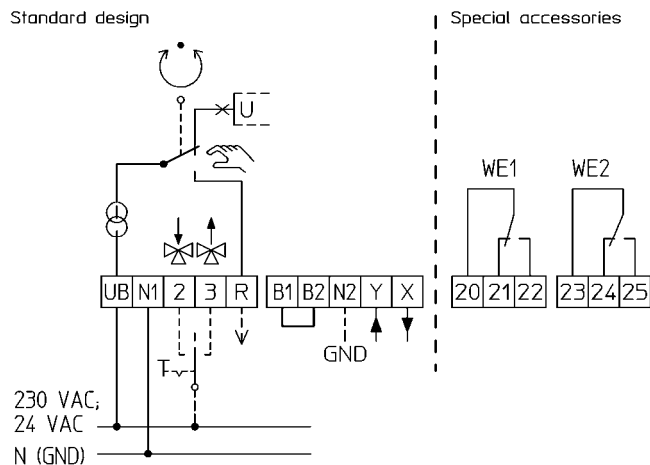 Standard design
Special accessories
U
WE1 WE2
UB N1 2 3 R B1 B2 N2 Y X 20 21 22 23 24 25
GND
230 VAC;
24 VAC
N (GND)